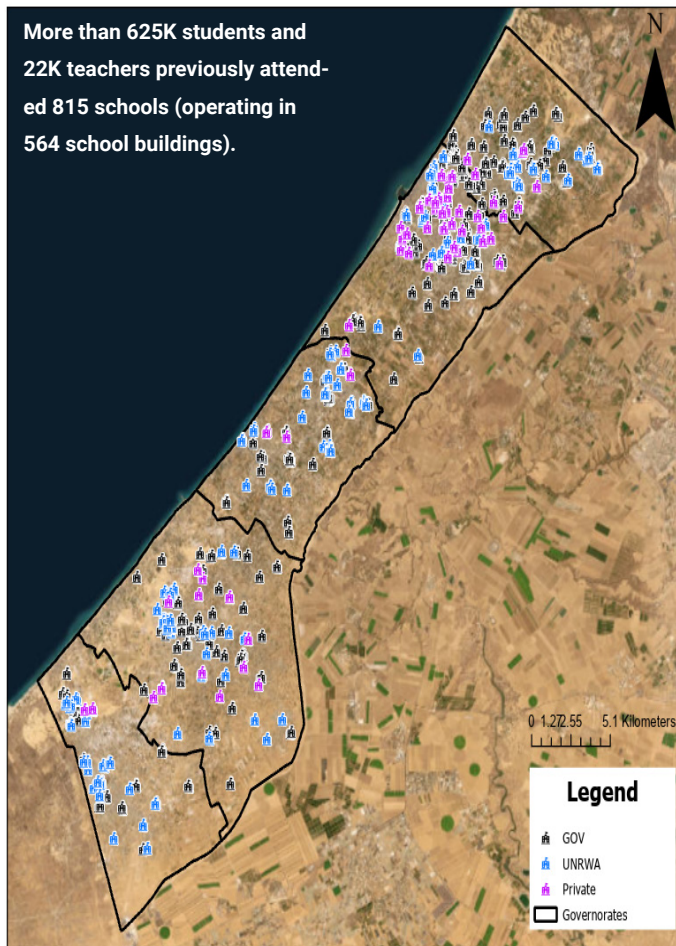 More than 625K students and
22K teachers previously attend-
ed 815 schools (operating in
564 school buildings).
N
0 1.272.55 5.1 Kilometers
Legend
GOV
UNRWA
Private
Governorates